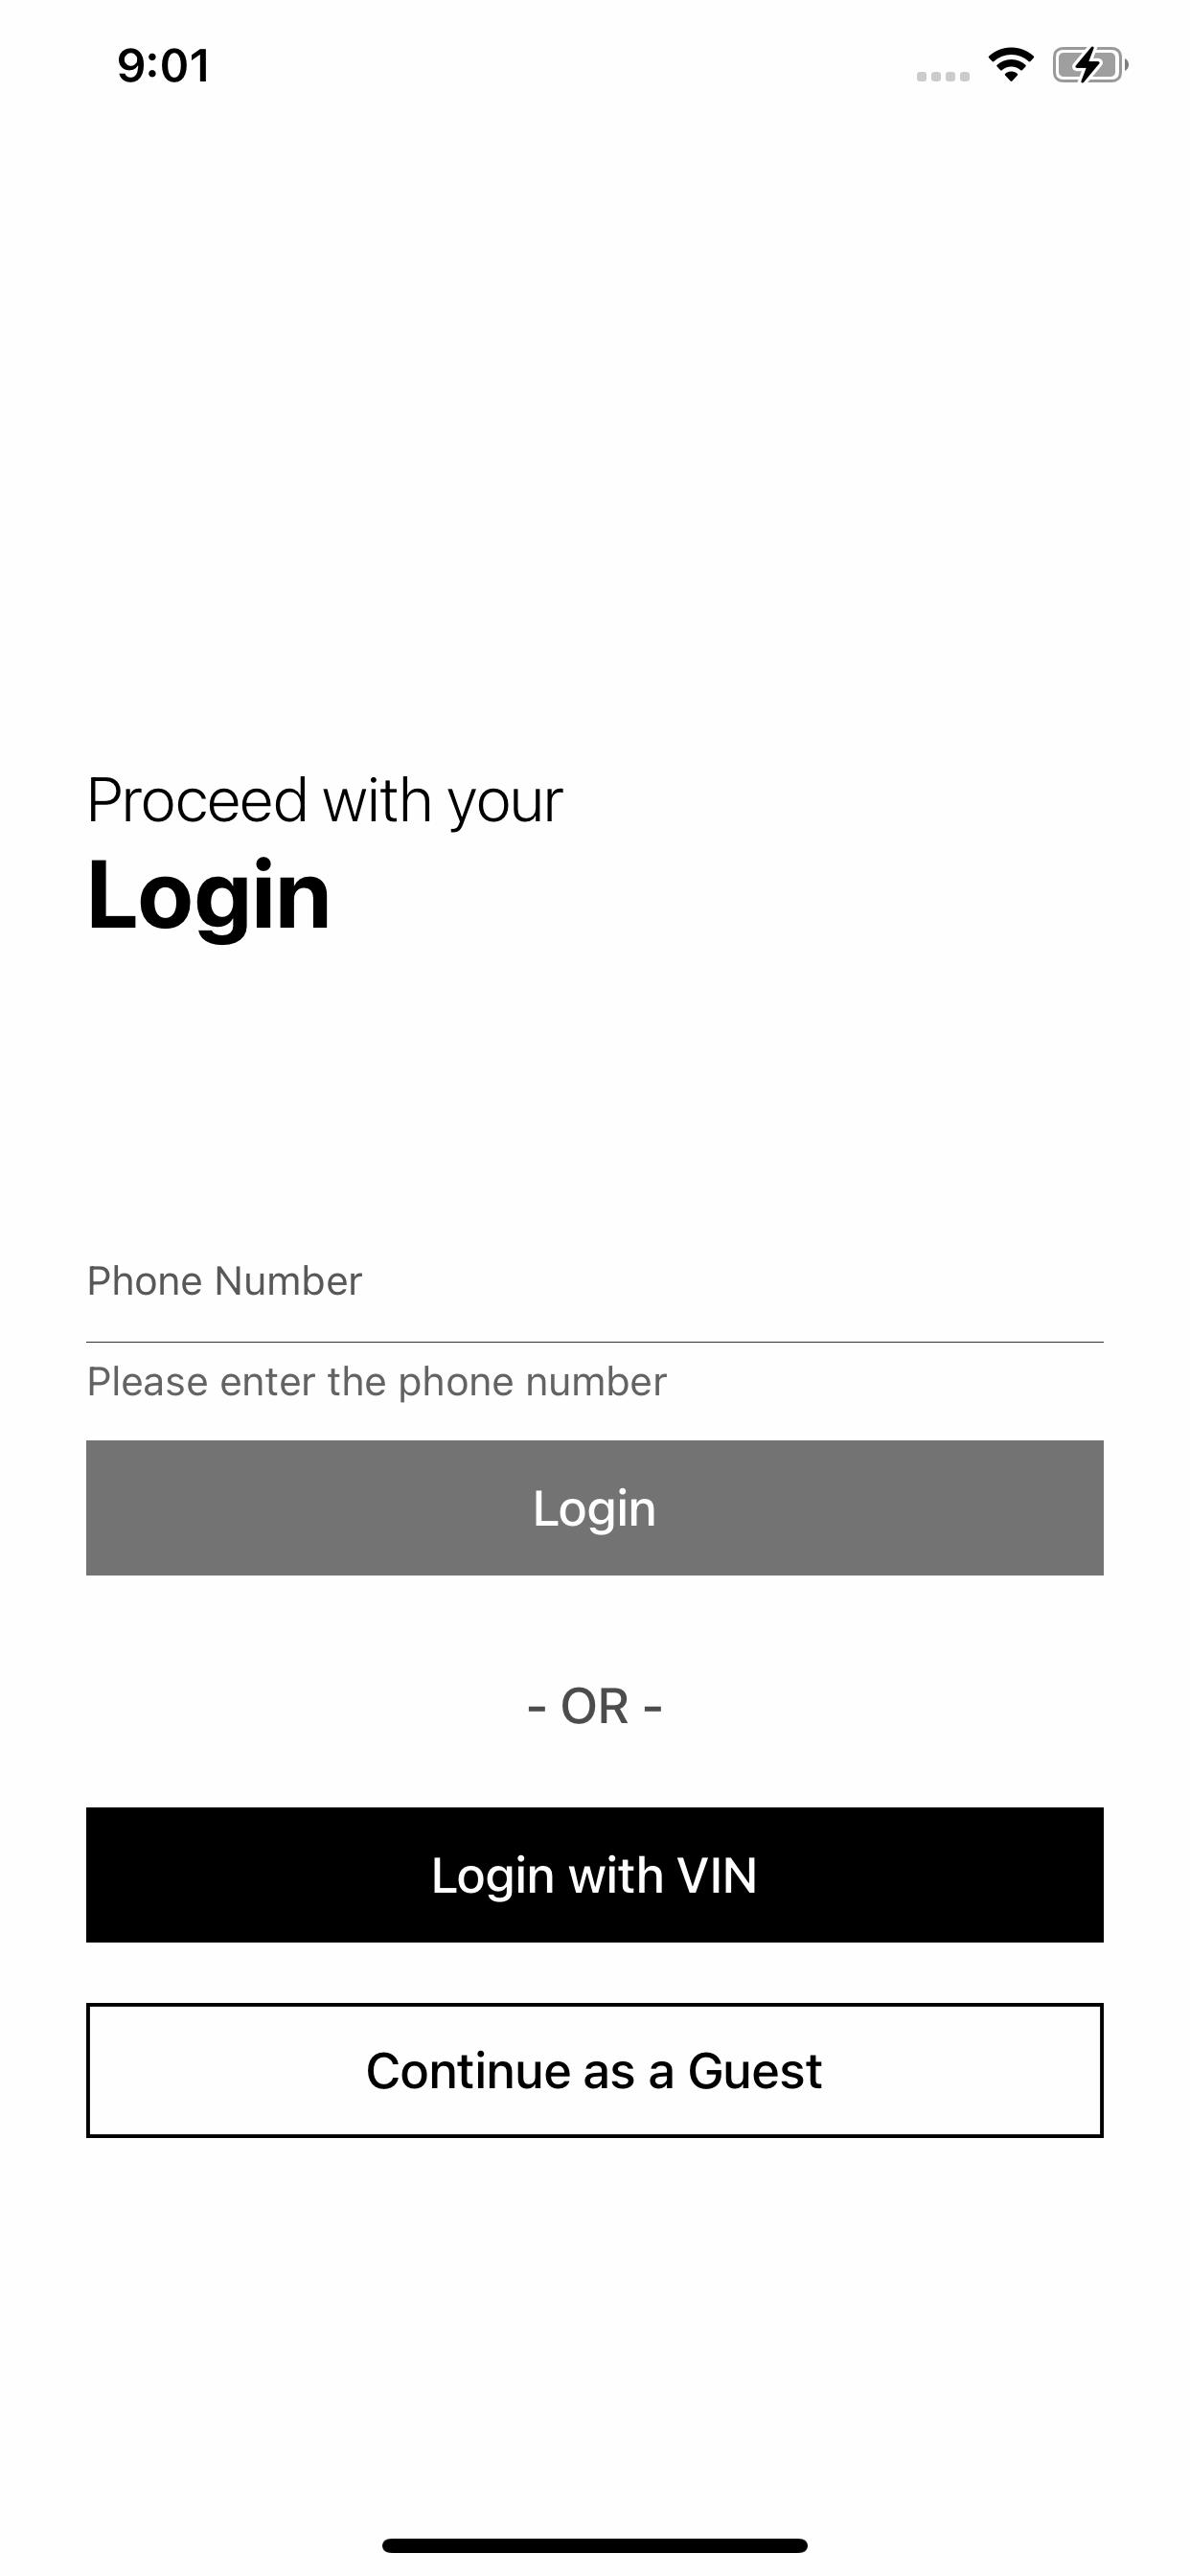 9:01
Proceed with your
Login
Phone Number
Please enter the phone number
Login
- OR -
Login with VIN
Continue as a Guest